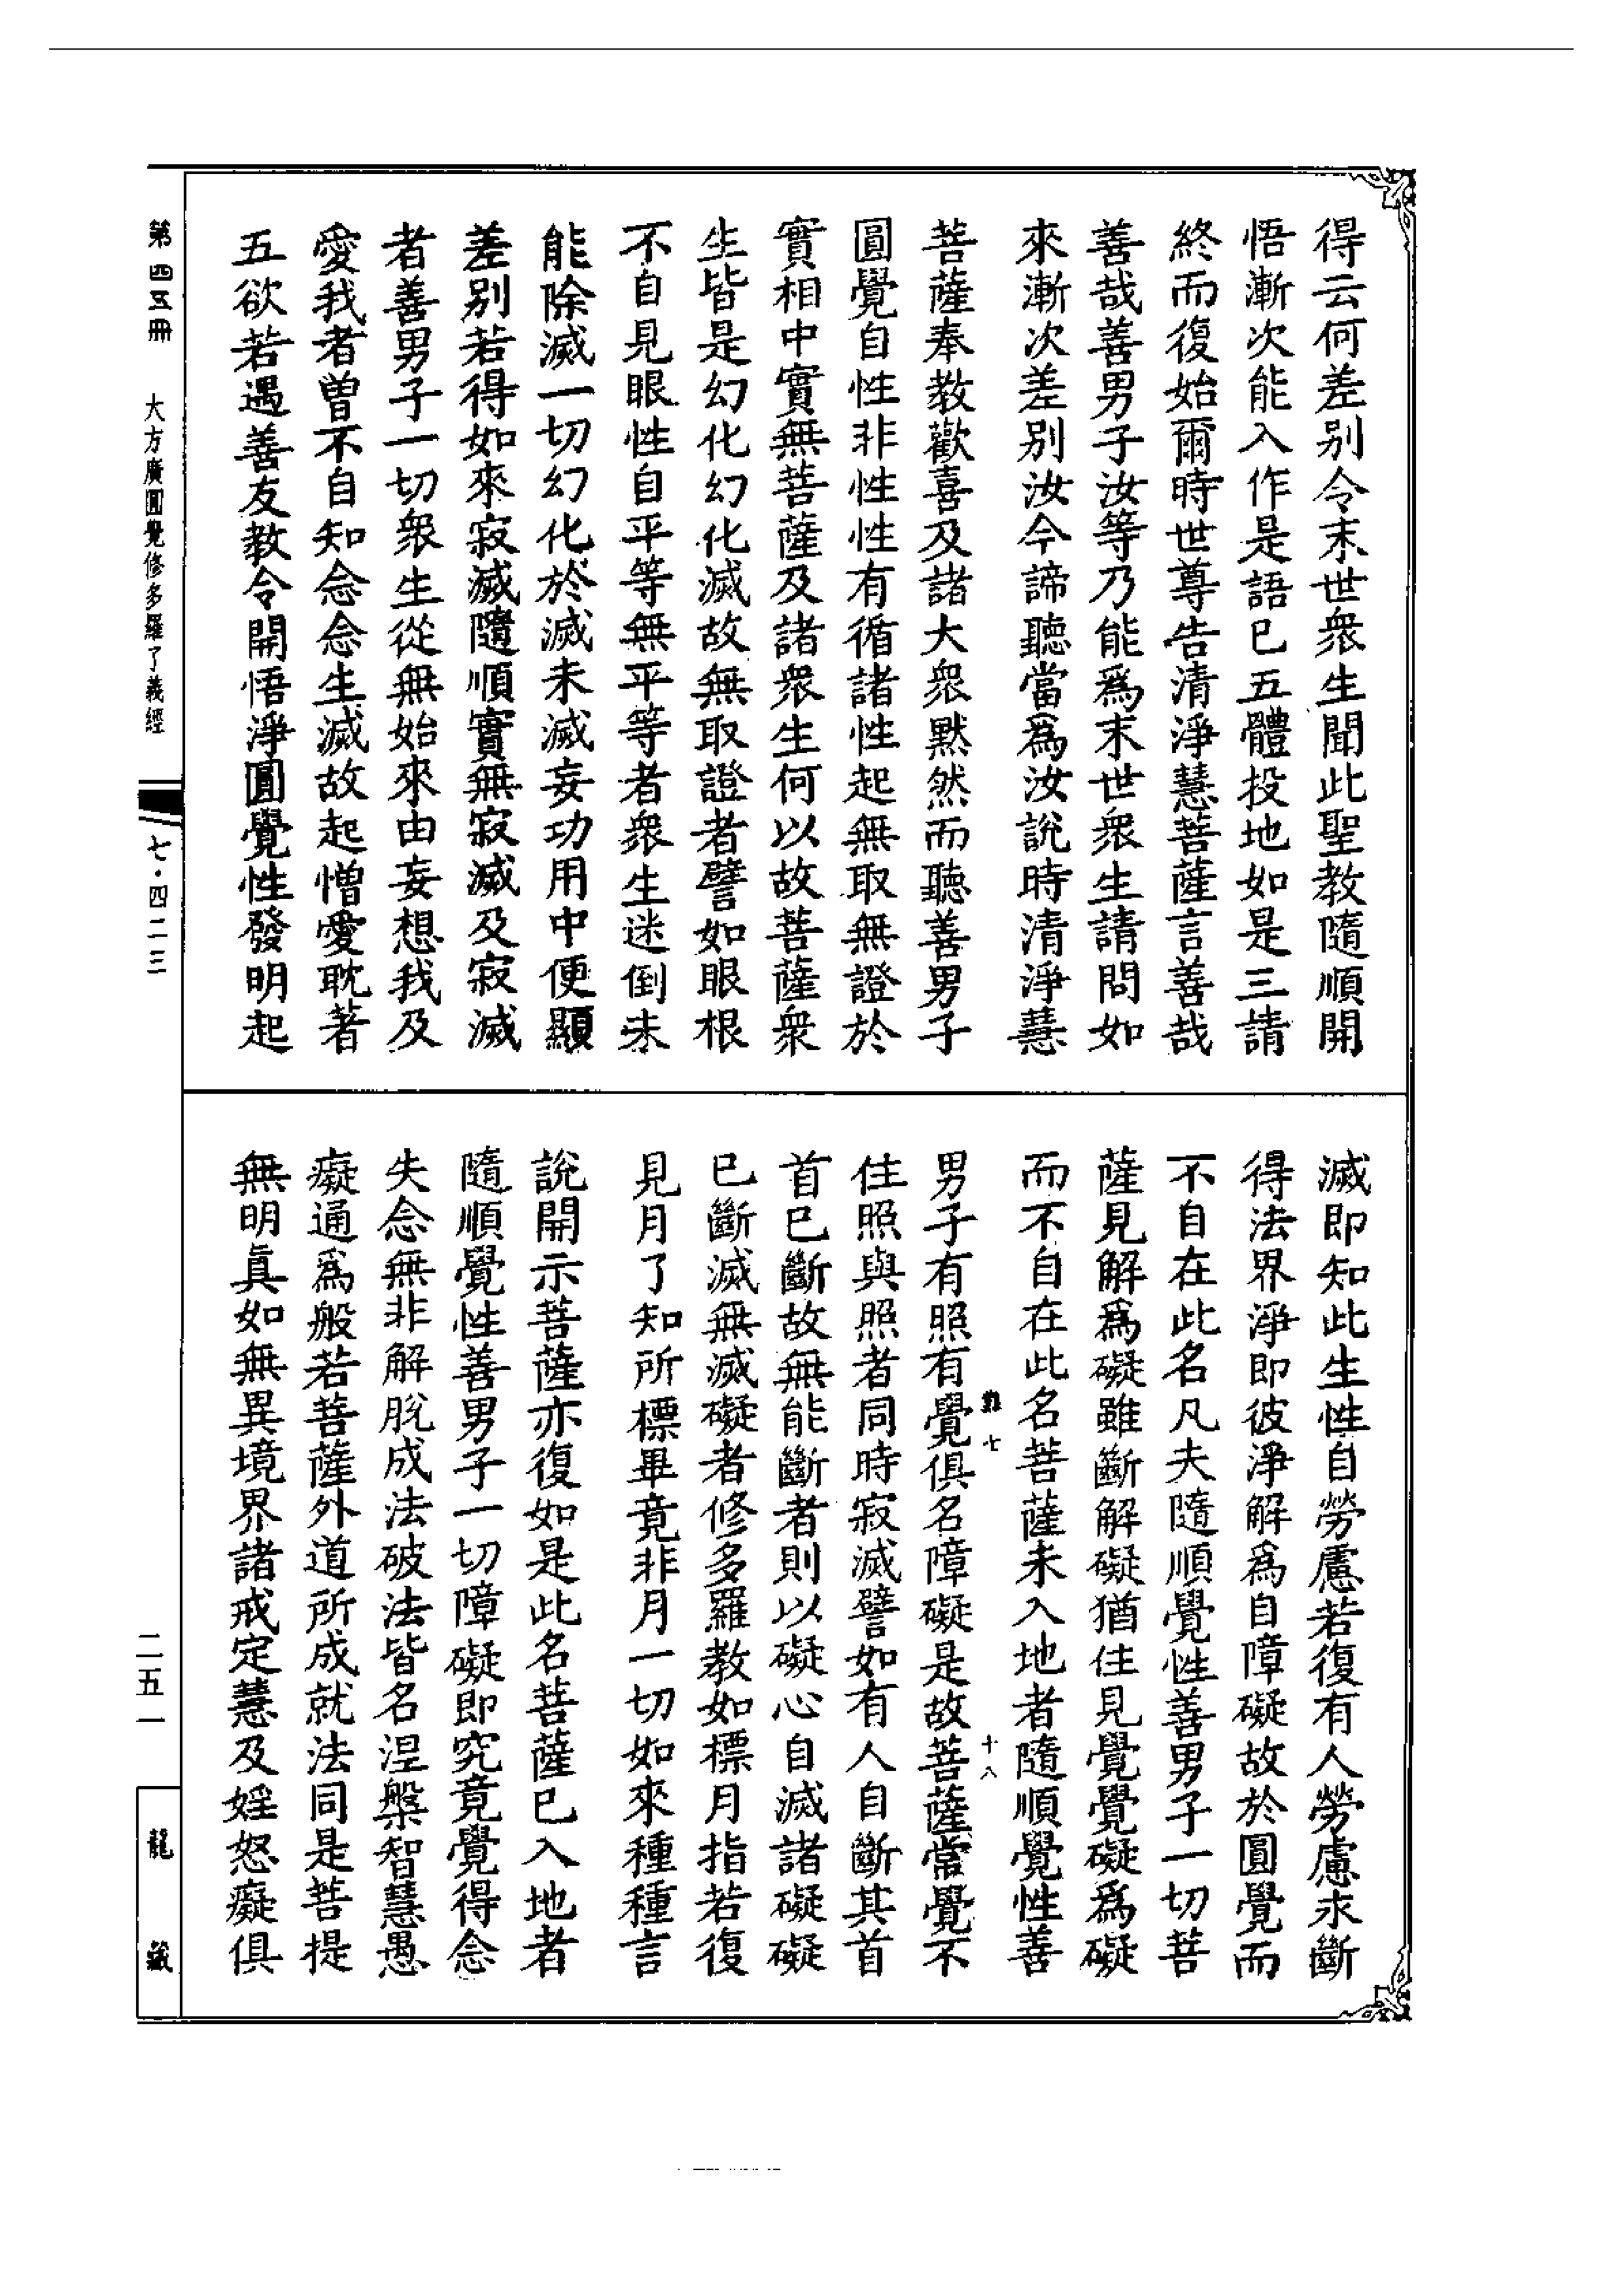 得云何差别令末世衆生聞此聖教隨順開
悟漸次能入作是語已五體投地如是三請
終而復始爾時世尊告清淨慧菩薩言善哉
善哉善男子汝等乃能爲末世衆生請問如
來漸次差别汝今諦聽當爲汝說時清淨慧
菩薩奉教歡喜及諸大衆默然而聽善男子
圓覺自性非性性有循諸性起無取無證於
實相中實無菩薩及諸衆生何以故菩薩衆
生皆是幻化幻化滅故無取證者譬如眼根
不自見眼性自平等無平等者衆生迷倒未
能除滅一切幻化於滅未滅妄功用中便顯
差别若得如來寂滅隨順實無寂滅及寂滅
者善男子一切衆生從無始來由妄想我及
愛我者曾不自知念念生滅故起憎愛耽著
五欲若遇善友教令開悟淨圓覺性發明起
滅即知此生性自勞慮若復有人勞慮永斷
得法界淨即彼淨解爲自障礙故於圓覺而
不自在此名凡夫隨順覺性善男子一切菩
薩見解爲礙雖斷解礙猶住見覺覺礙爲礙
而不自在此名菩薩未入地者隨順覺性善
難七 十八
男子有照有覺俱名障礙是故菩薩常覺不
住照與照者同時寂滅譬如有人自斷其首
首已斷故無能斷者則以礙心自滅諸礙礙
已斷滅無滅礙者修多羅教如標月指若復
見月了知所標畢竟非月一切如來種種言
說開示菩薩亦復如是此名菩薩已入地者
隨順覺性善男子一切障礙即究竟覺得念
失念無非解脫成法破法皆名涅槃智慧愚
癡通爲般若菩薩外道所成就法同是菩提
無明真如無異境界諸戒定慧及婬怒癡俱
第四五冊 大方廣圓覺修多羅了義經 七·四二三
二五一 龍藏